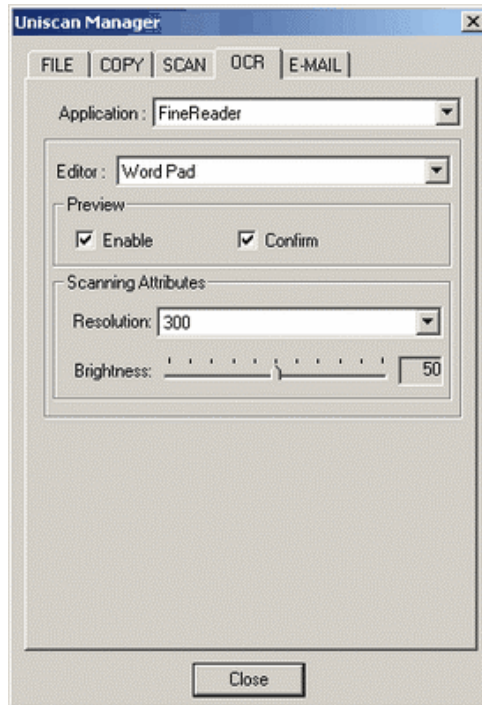 Uniscan Manager
FILE COPY SCAN OCR E-MAIL
Application : FineReader
Editor : Word Pad
Preview
Enable Confirm
Scanning Attributes
Resolution: 300
Brightness: 50
Close